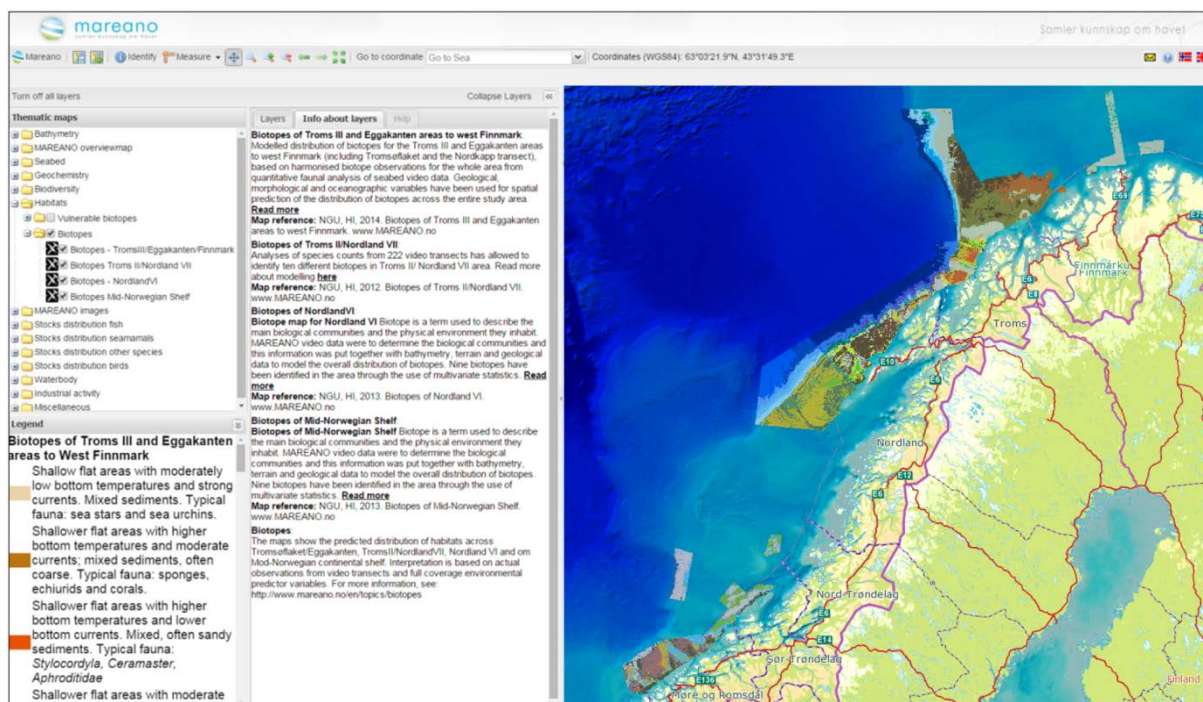 mareano
samler kunnskap om havet
Samler kunnskap om havet
Mareano
Identify
Measure
Go to coordinate
Go to Sea
Coordinates (WGS84): 63°03'21.9"N, 43°31'49.3"E
Turn off all layers
Collapse Layers
Thematic maps
Bathymetry
MAREANO overviewmap
Seabed
Geochemistry
Biodiversity
Habitats
Vulnerable biotopes
Biotopes
Biotopes - TromsIII/Eggakanten/Finnmark
Biotopes Troms II/Nordland VII
Biotopes - NordlandVI
Biotopes Mid-Norwegian Shelf
MAREANO images
Stocks distribution fish
Stocks distribution seamamals
Stocks distribution other species
Stocks distribution birds
Waterbody
Industrial activity
Miscellaneous
Legend
Biotopes of Troms III and Eggakanten
areas to West Finnmark
Shallow flat areas with moderately
low bottom temperatures and strong
currents. Mixed sediments. Typical
fauna: sea stars and sea urchins.
Shallower flat areas with higher
bottom temperatures and moderate
currents; mixed sediments, often
coarse. Typical fauna: sponges,
echiurids and corals.
Shallower flat areas with higher
bottom temperatures and lower
bottom currents. Mixed, often sandy
sediments. Typical fauna:
Stylocordyla, Ceramaster,
Aphroditidae
Shallower flat areas with moderate
Layers
Info about layers
Help
Biotopes of Troms III and Eggakanten areas to west Finnmark:
Modelled distribution of biotopes for the Troms III and Eggakanten areas
to west Finnmark (including Tromsøflaket and the Nordkapp transect),
based on harmonised biotope observations for the whole area from
quantitative faunal analysis of seabed video data. Geological,
morphological and oceanographic variables have been used for spatial
prediction of the distribution of biotopes across the entire study area.
Read more
Map reference: NGU, HI, 2014. Biotopes of Troms III and Eggakanten
areas to west Finnmark. www.MAREANO.no
Biotopes of Troms II/Nordland VII:
Analyses of species counts from 222 video transects has allowed to
identify ten different biotopes in Troms II/ Nordland VII area. Read more
about modelling here
Map reference: NGU, HI, 2012. Biotopes of Troms II/Nordland VII.
www.MAREANO.no
Biotopes of NordlandVI:
Biotope map for Nordland VI Biotope is a term used to describe the
main biological communities and the physical environment they inhabit.
MAREANO video data were to determine the biological communities and
this information was put together with bathymetry, terrain and geological
data to model the overall distribution of biotopes. Nine biotopes have
been identified in the area through the use of multivariate statistics. Read
more
Map reference: NGU, HI, 2013. Biotopes of Nordland VI.
www.MAREANO.no
Biotopes of Mid-Norwegian Shelf:
Biotopes of Mid-Norwegian Shelf Biotope is a term used to describe
the main biological communities and the physical environment they
inhabit. MAREANO video data were to determine the biological
communities and this information was put together with bathymetry,
terrain and geological data to model the overall distribution of biotopes.
Nine biotopes have been identified in the area through the use of
multivariate statistics. Read more
Map reference: NGU, HI, 2013. Biotopes of Mid-Norwegian Shelf.
www.MAREANO.no
Biotopes:
The maps show the predicted distribution of habitats across
Tromsøflaket/Eggakanten, TromsII/NordlandVII, Nordland VI and om
Mod-Norwegian continental shelf. Interpretation is based on actual
observations from video transects and full coverage environmental
predictor variables. For more information, see:
http://www.mareano.no/en/topics/biotopes
E69
E75
Finnmárku
Finnmark
E6
E8
Troms
E10
E6
Nordland
E12
E6
Nord-Trøndelag
E6
E14
Sør-Trøndelag
E136
Møre og Romsdal